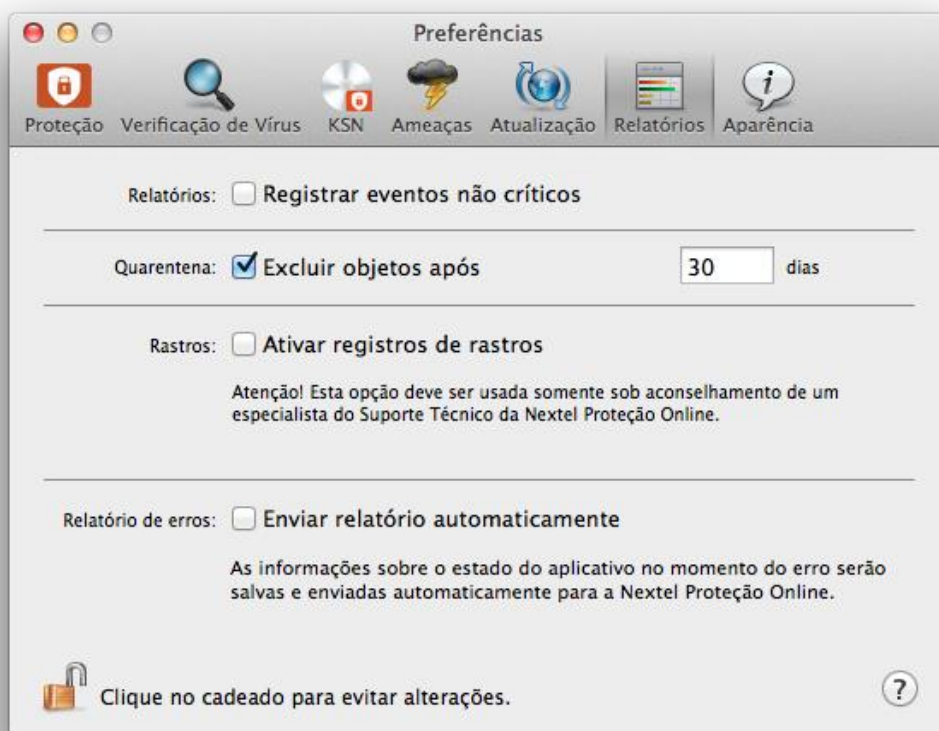 Preferências
Proteção Verificação de Vírus KSN Ameaças Atualização Relatórios Aparência
Relatórios: Registrar eventos não críticos
Quarentena: Excluir objetos após 30 dias
Rastros: Ativar registros de rastros
Atenção! Esta opção deve ser usada somente sob aconselhamento de um
especialista do Suporte Técnico da Nextel Proteção Online.
Relatório de erros: Enviar relatório automaticamente
As informações sobre o estado do aplicativo no momento do erro serão
salvas e enviadas automaticamente para a Nextel Proteção Online.
Clique no cadeado para evitar alterações. ?